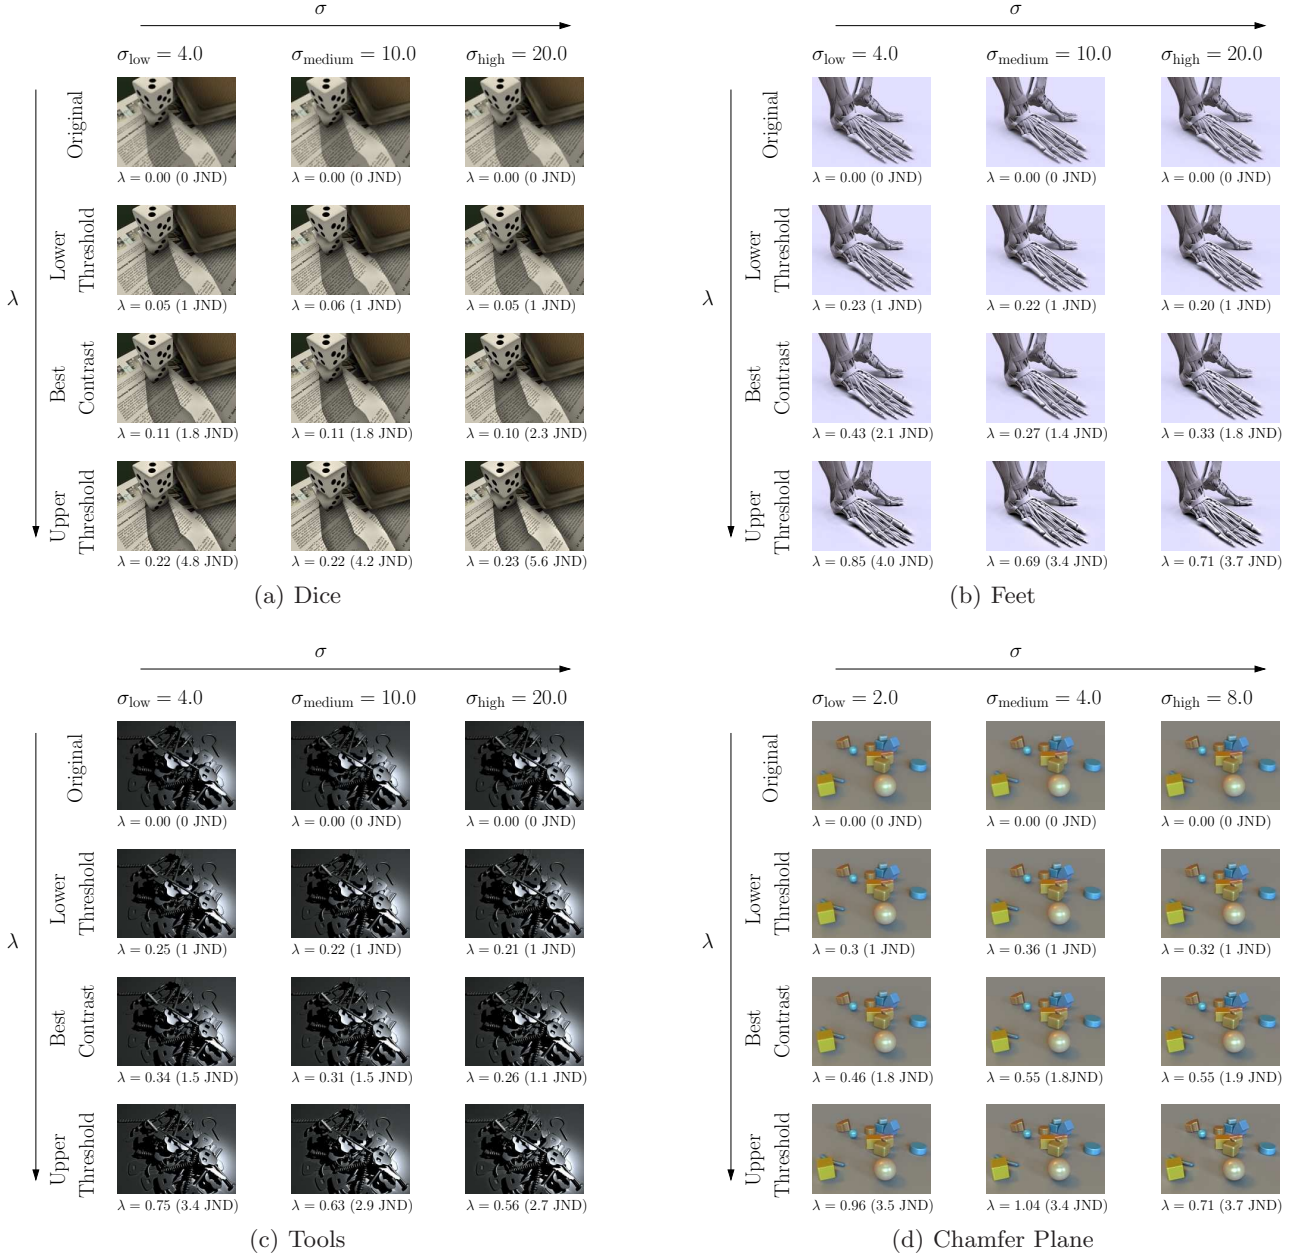 σ
σlow = 4.0 σmedium = 10.0 σhigh = 20.0
λ
Original
λ = 0.00 (0 JND) λ = 0.00 (0 JND) λ = 0.00 (0 JND)
Lower
Threshold
λ = 0.05 (1 JND) λ = 0.06 (1 JND) λ = 0.05 (1 JND)
Best
Contrast
λ = 0.11 (1.8 JND) λ = 0.11 (1.8 JND) λ = 0.10 (2.3 JND)
Upper
Threshold
λ = 0.22 (4.8 JND) λ = 0.22 (4.2 JND) λ = 0.23 (5.6 JND)
(a) Dice
σ
σlow = 4.0 σmedium = 10.0 σhigh = 20.0
λ
Original
λ = 0.00 (0 JND) λ = 0.00 (0 JND) λ = 0.00 (0 JND)
Lower
Threshold
λ = 0.23 (1 JND) λ = 0.22 (1 JND) λ = 0.20 (1 JND)
Best
Contrast
λ = 0.43 (2.1 JND) λ = 0.27 (1.4 JND) λ = 0.33 (1.8 JND)
Upper
Threshold
λ = 0.85 (4.0 JND) λ = 0.69 (3.4 JND) λ = 0.71 (3.7 JND)
(b) Feet
σ
σlow = 4.0 σmedium = 10.0 σhigh = 20.0
λ
Original
λ = 0.00 (0 JND) λ = 0.00 (0 JND) λ = 0.00 (0 JND)
Lower
Threshold
λ = 0.25 (1 JND) λ = 0.22 (1 JND) λ = 0.21 (1 JND)
Best
Contrast
λ = 0.34 (1.5 JND) λ = 0.31 (1.5 JND) λ = 0.26 (1.1 JND)
Upper
Threshold
λ = 0.75 (3.4 JND) λ = 0.63 (2.9 JND) λ = 0.56 (2.7 JND)
(c) Tools
σ
σlow = 2.0 σmedium = 4.0 σhigh = 8.0
λ
Original
λ = 0.00 (0 JND) λ = 0.00 (0 JND) λ = 0.00 (0 JND)
Lower
Threshold
λ = 0.3 (1 JND) λ = 0.36 (1 JND) λ = 0.32 (1 JND)
Best
Contrast
λ = 0.46 (1.8 JND) λ = 0.55 (1.8JND) λ = 0.55 (1.9 JND)
Upper
Threshold
λ = 0.96 (3.5 JND) λ = 1.04 (3.4 JND) λ = 0.71 (3.7 JND)
(d) Chamfer Plane